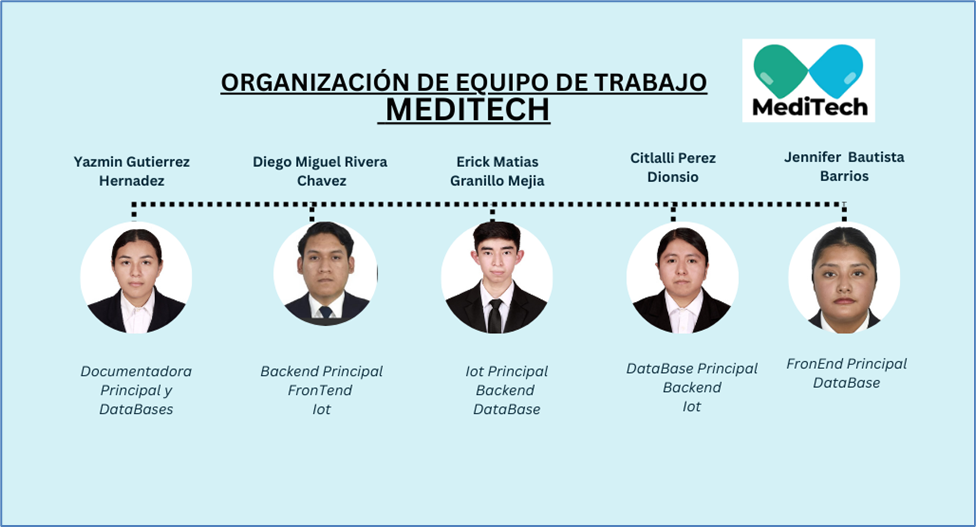 ORGANIZACIÓN DE EQUIPO DE TRABAJO
MEDITECH
MediTech
Yazmin Gutierrez
Hernadez
Diego Miguel Rivera
Chavez
Erick Matias
Granillo Mejia
Citlalli Perez
Dionsio
Jennifer Bautista
Barrios
Documentadora
Principal y
DataBases
Backend Principal
FronTend
Iot
Iot Principal
Backend
DataBase
DataBase Principal
Backend
Iot
FronEnd Principal
DataBase